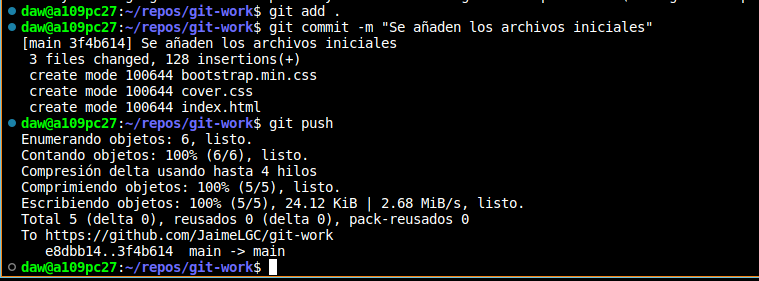 daw@a109pc27:~/repos/git-work$ git add .
daw@a109pc27:~/repos/git-work$ git commit -m "Se añaden los archivos iniciales"
[main 3f4b614] Se añaden los archivos iniciales
 3 files changed, 128 insertions(+)
 create mode 100644 bootstrap.min.css
 create mode 100644 cover.css
 create mode 100644 index.html
daw@a109pc27:~/repos/git-work$ git push
Enumerando objetos: 6, listo.
Contando objetos: 100% (6/6), listo.
Compresión delta usando hasta 4 hilos
Comprimiendo objetos: 100% (5/5), listo.
Escribiendo objetos: 100% (5/5), 24.12 KiB | 2.68 MiB/s, listo.
Total 5 (delta 0), reusados 0 (delta 0), pack-reusados 0
To https://github.com/JaimeLGC/git-work
   e8dbb14..3f4b614  main -> main
daw@a109pc27:~/repos/git-work$